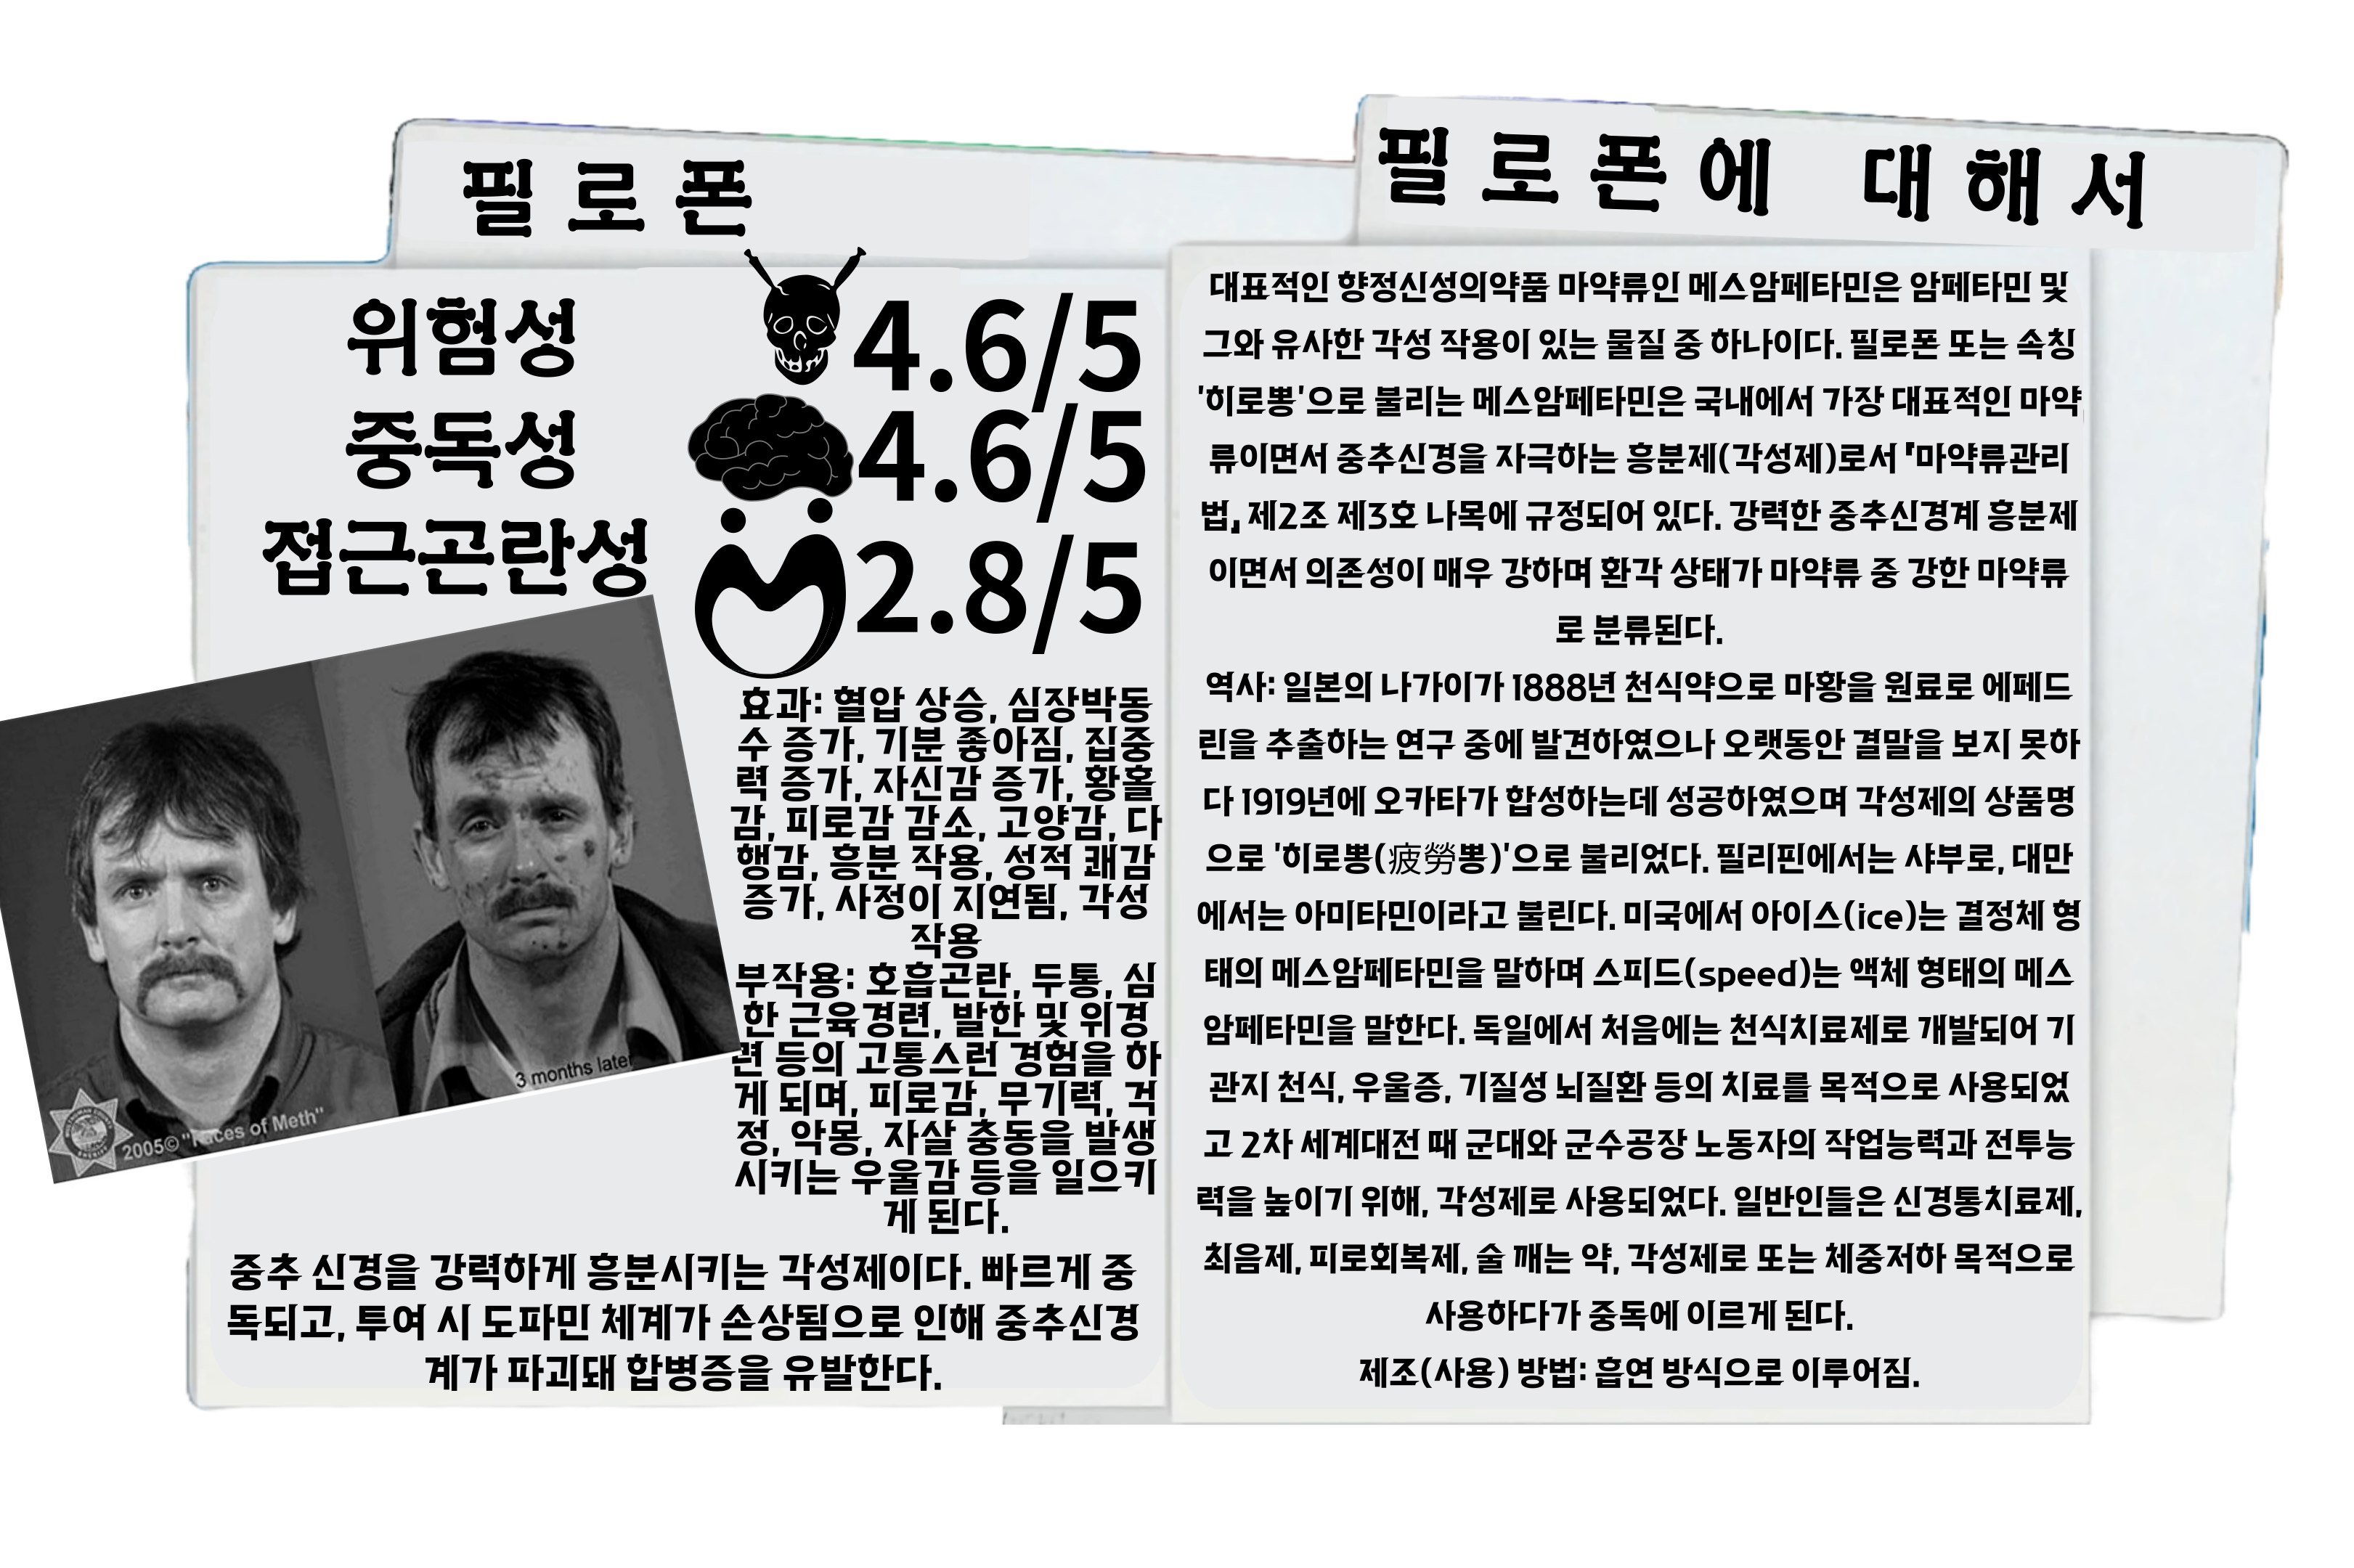 필로폰
위험성
4.6/5
중독성
4.6/5
접근곤란성
2.8/5
3 months later
2005© "Faces of Meth"
효과: 혈압 상승, 심장박동
수 증가, 기분 좋아짐, 집중
력 증가, 자신감 증가, 황홀
감, 피로감 감소, 고양감, 다
행감, 흥분 작용, 성적 쾌감
증가, 사정이 지연됨, 각성
작용
부작용: 호흡곤란, 두통, 심
한 근육경련, 발한 및 위경
련 등의 고통스런 경험을 하
게 되며, 피로감, 무기력, 걱
정, 악몽, 자살 충동을 발생
시키는 우울감 등을 일으키
게 된다.
중추 신경을 강력하게 흥분시키는 각성제이다. 빠르게 중
독되고, 투여 시 도파민 체계가 손상됨으로 인해 중추신경
계가 파괴돼 합병증을 유발한다.
필로폰에 대해서
대표적인 향정신성의약품 마약류인 메스암페타민은 암페타민 및
그와 유사한 각성 작용이 있는 물질 중 하나이다. 필로폰 또는 속칭
'히로뽕'으로 불리는 메스암페타민은 국내에서 가장 대표적인 마약
류이면서 중추신경을 자극하는 흥분제(각성제)로서 「마약류관리
법」 제2조 제3호 나목에 규정되어 있다. 강력한 중추신경계 흥분제
이면서 의존성이 매우 강하며 환각 상태가 마약류 중 강한 마약류
로 분류된다.
역사: 일본의 나가이가 1888년 천식약으로 마황을 원료로 에페드
린을 추출하는 연구 중에 발견하였으나 오랫동안 결말을 보지 못하
다 1919년에 오카타가 합성하는데 성공하였으며 각성제의 상품명
으로 '히로뽕(疲勞뽕)'으로 불리었다. 필리핀에서는 샤부로, 대만
에서는 아미타민이라고 불린다. 미국에서 아이스(ice)는 결정체 형
태의 메스암페타민을 말하며 스피드(speed)는 액체 형태의 메스
암페타민을 말한다. 독일에서 처음에는 천식치료제로 개발되어 기
관지 천식, 우울증, 기질성 뇌질환 등의 치료를 목적으로 사용되었
고 2차 세계대전 때 군대와 군수공장 노동자의 작업능력과 전투능
력을 높이기 위해, 각성제로 사용되었다. 일반인들은 신경통치료제,
최음제, 피로회복제, 술 깨는 약, 각성제로 또는 체중저하 목적으로
사용하다가 중독에 이르게 된다.
제조(사용) 방법: 흡연 방식으로 이루어짐.